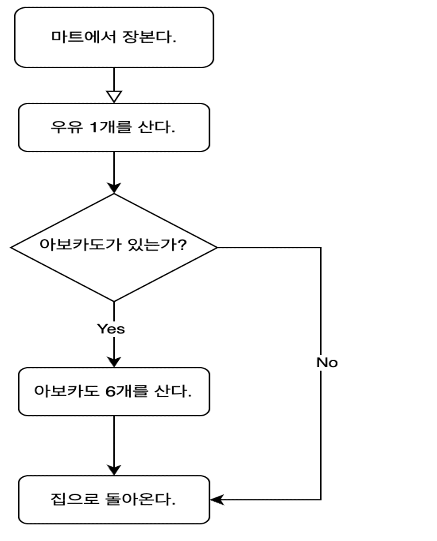 마트에서 장본다.
우유 1개를 산다.
아보카도가 있는가?
Yes
No
아보카도 6개를 산다.
집으로 돌아온다.